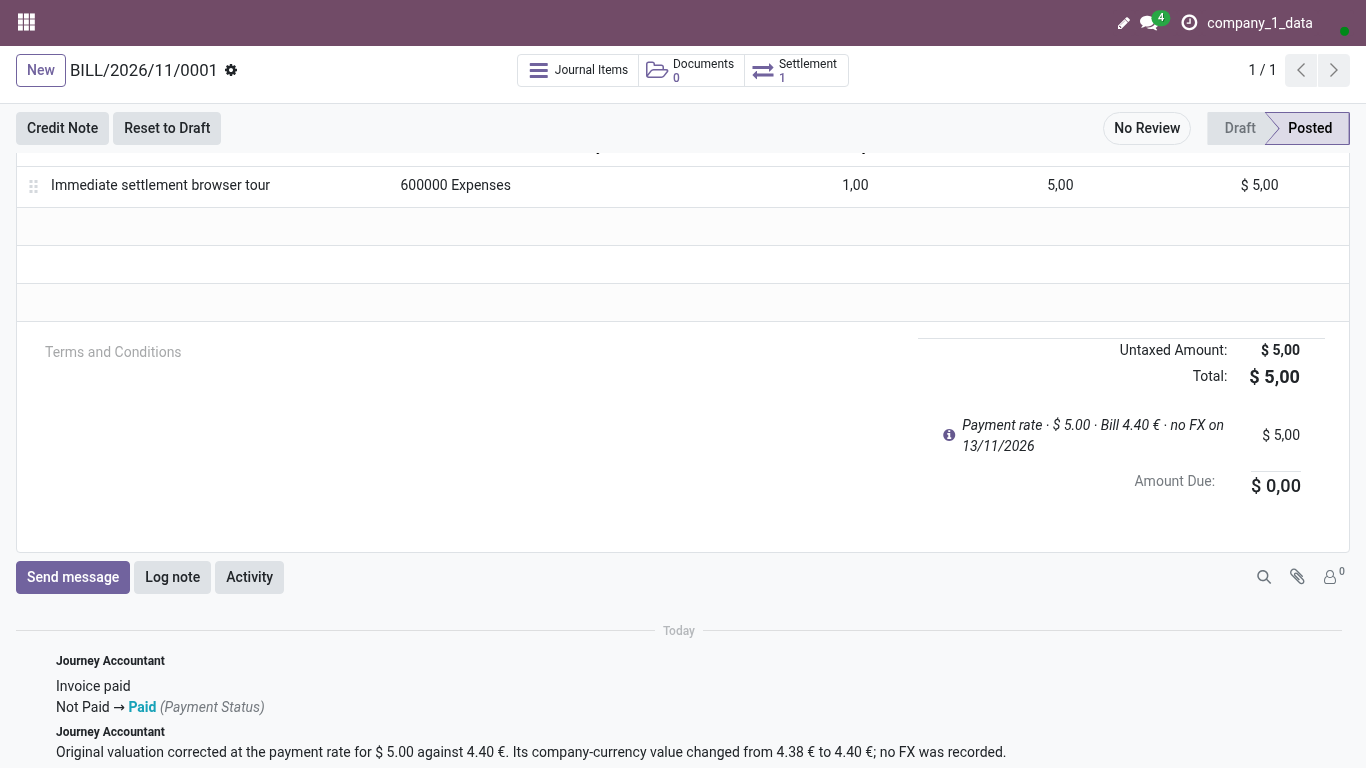 4
company_1_data
New
BILL/2026/11/0001
Journal Items
Documents
0
Settlement
1
1 / 1
Credit Note
Reset to Draft
No Review
Draft
Posted
Immediate settlement browser tour 600000 Expenses 1,00 5,00 $ 5,00
Terms and Conditions
Untaxed Amount: $ 5,00
Total: $ 5,00
Payment rate · $ 5.00 · Bill 4.40 € · no FX on
13/11/2026
$ 5,00
Amount Due: $ 0,00
Send message
Log note
Activity
0
Today
Journey Accountant
Invoice paid
Not Paid → Paid (Payment Status)
Journey Accountant
Original valuation corrected at the payment rate for $ 5.00 against 4.40 €. Its company-currency value changed from 4.38 € to 4.40 €; no FX was recorded.